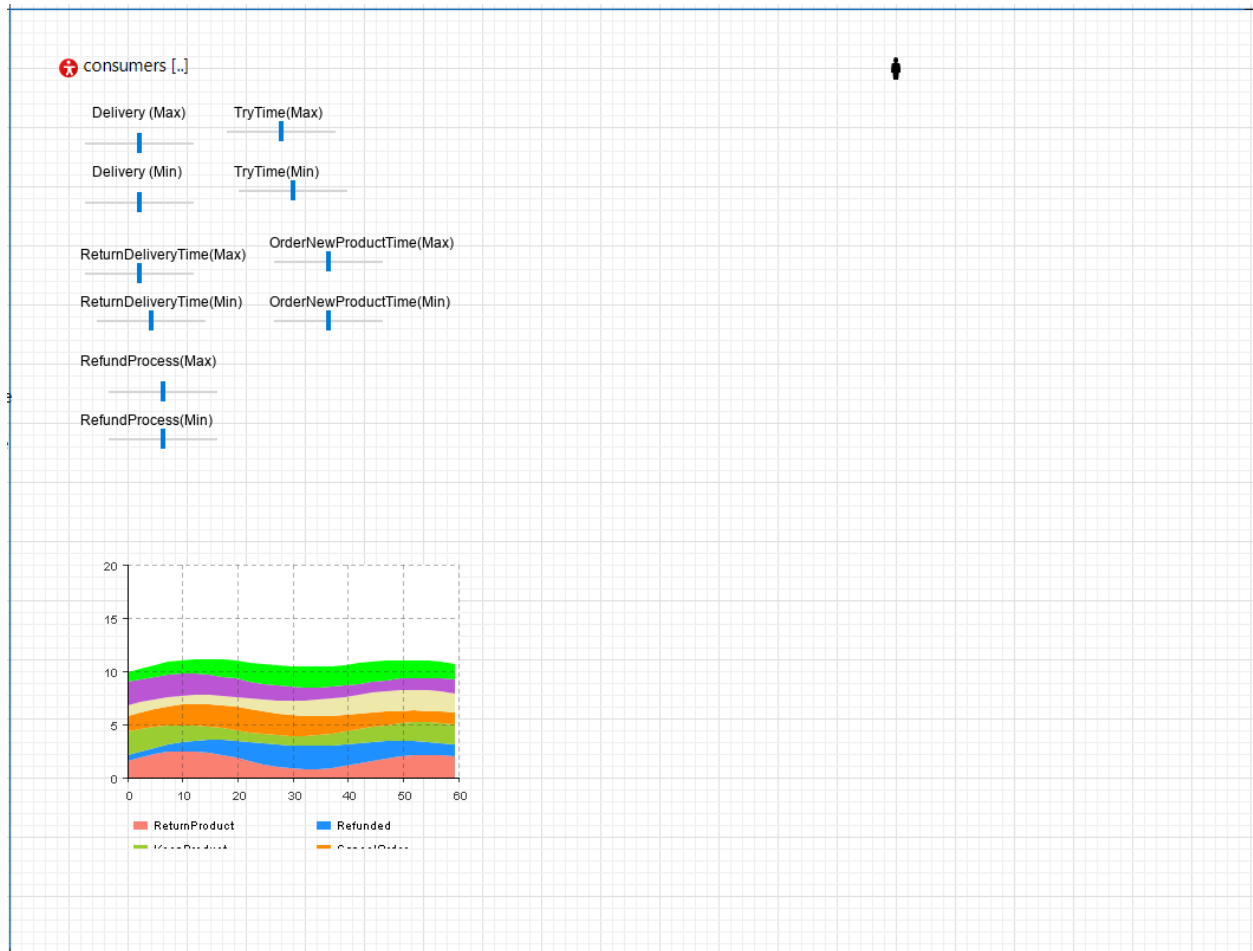 consumers [..]
Delivery (Max) TryTime(Max)
Delivery (Min) TryTime(Min)
OrderNewProductTime(Max)
ReturnDeliveryTime(Max)
ReturnDeliveryTime(Min) OrderNewProductTime(Min)
RefundProcess(Max)
RefundProcess(Min)
20
15
10
5
0
0 10 20 30 40 50 60
ReturnProduct Refunded